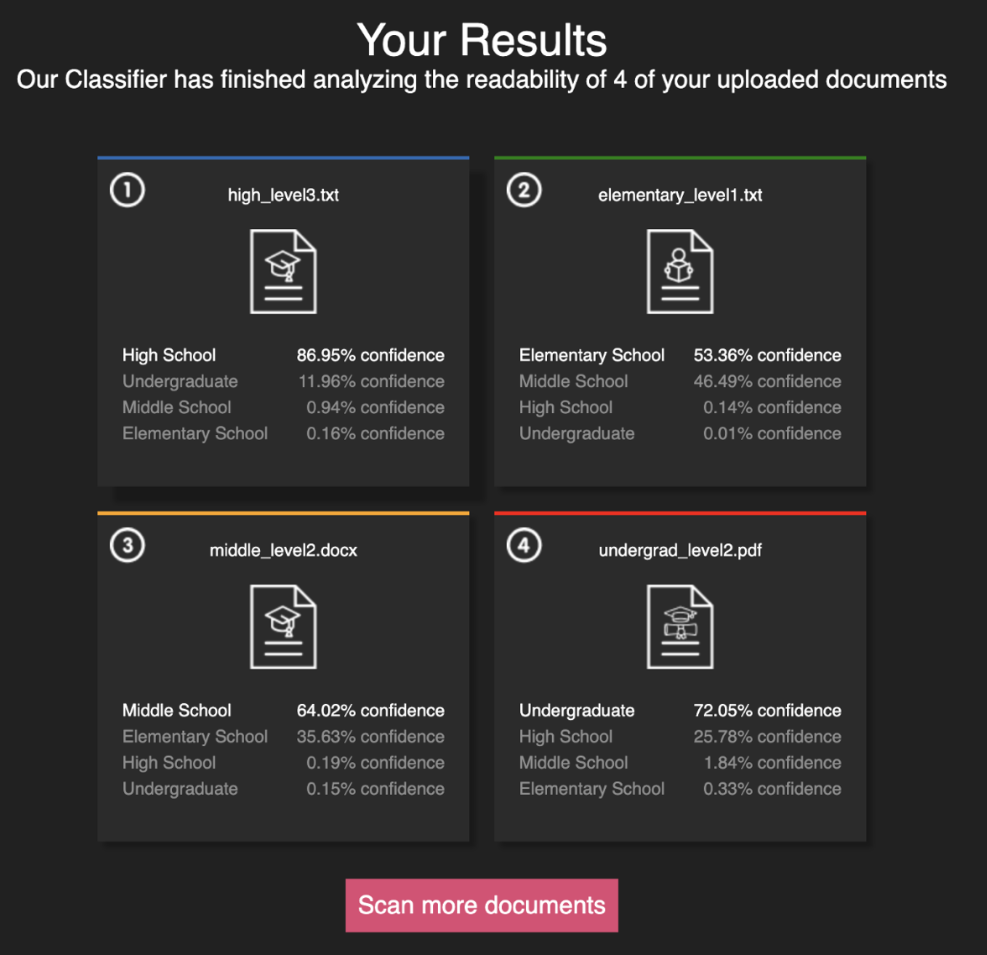 Your Results
Our Classifier has finished analyzing the readability of 4 of your uploaded documents
1
high_level3.txt
High School 86.95% confidence
Undergraduate 11.96% confidence
Middle School 0.94% confidence
Elementary School 0.16% confidence
2
elementary_level1.txt
Elementary School 53.36% confidence
Middle School 46.49% confidence
High School 0.14% confidence
Undergraduate 0.01% confidence
3
middle_level2.docx
Middle School 64.02% confidence
Elementary School 35.63% confidence
High School 0.19% confidence
Undergraduate 0.15% confidence
4
undergrad_level2.pdf
Undergraduate 72.05% confidence
High School 25.78% confidence
Middle School 1.84% confidence
Elementary School 0.33% confidence
Scan more documents